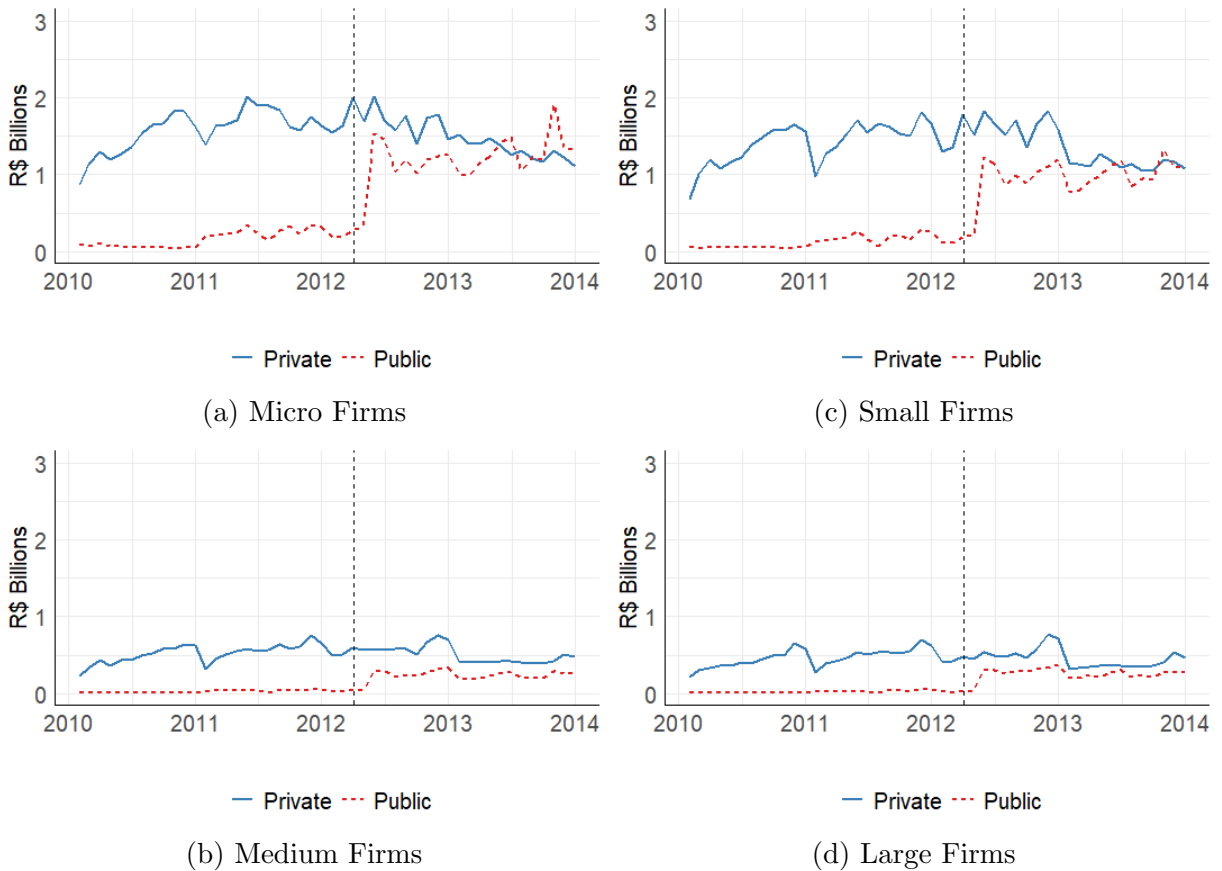 R$ Billions
3
2
1
0
2010 2011 2012 2013 2014
Private Public
(a) Micro Firms
R$ Billions
3
2
1
0
2010 2011 2012 2013 2014
Private Public
(c) Small Firms
R$ Billions
3
2
1
0
2010 2011 2012 2013 2014
Private Public
(b) Medium Firms
R$ Billions
3
2
1
0
2010 2011 2012 2013 2014
Private Public
(d) Large Firms